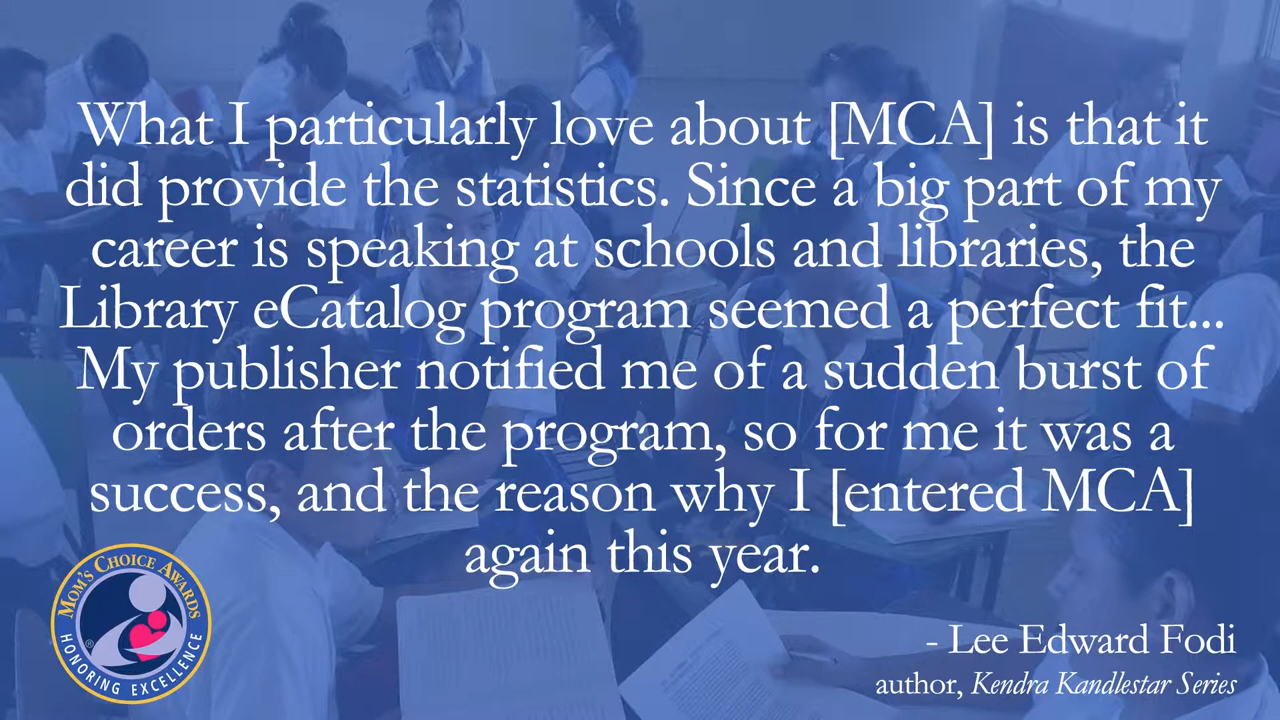 What I particularly love about [MCA] is that it
did provide the statistics. Since a big part of my
career is speaking at schools and libraries, the
Library eCatalog program seemed a perfect fit...
My publisher notified me of a sudden burst of
orders after the program, so for me it was a
success, and the reason why I [entered MCA]
again this year.
MOM'S CHOICE AWARDS
®
HONORING EXCELLENCE
- Lee Edward Fodi
author, Kendra Kandlestar Series